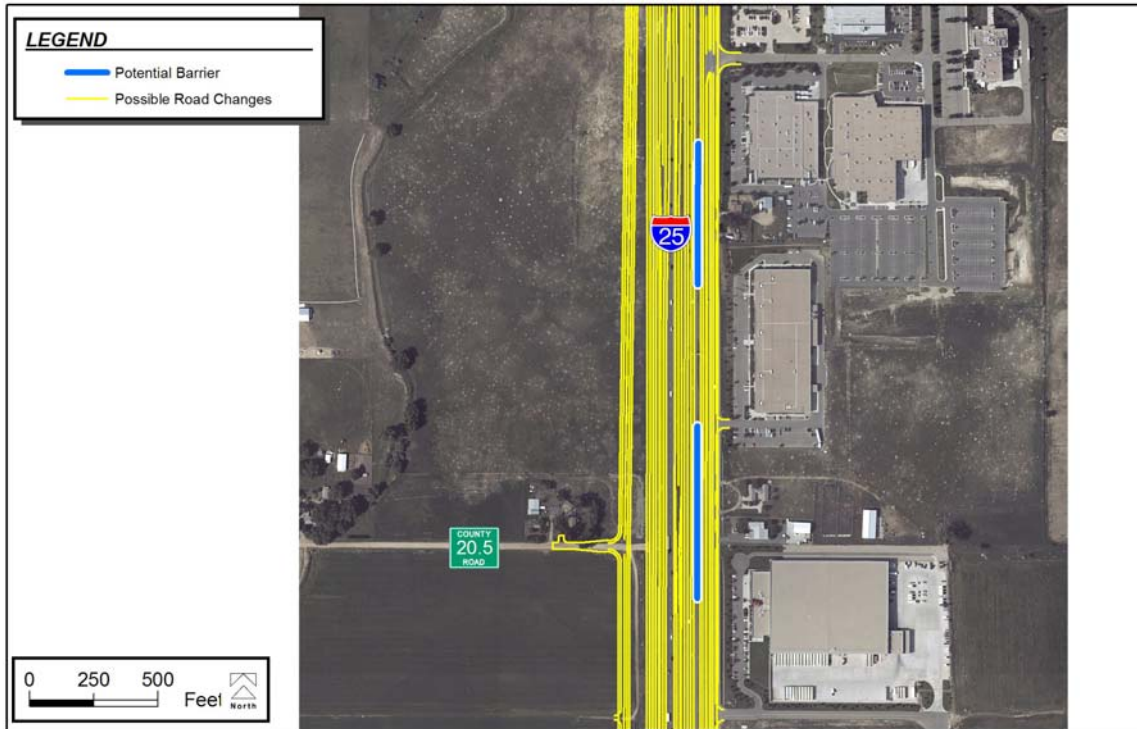 LEGEND
Potential Barrier
Possible Road Changes
25
COUNTY
20.5
ROAD
0 250 500
Feet
North